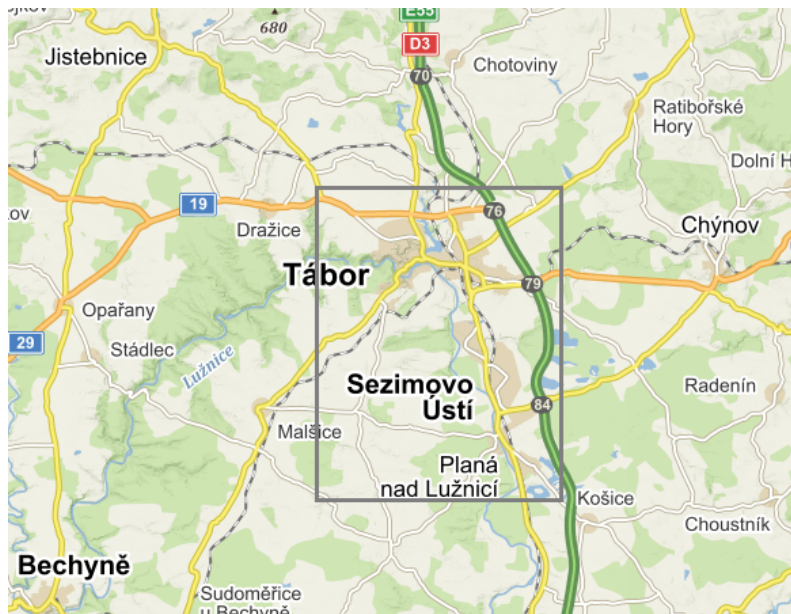 E55
D3
680
Jistebnice
70
Chotoviny
Ratibořské
Hory
Dolní H
19
76
Dražice
Chýnov
Tábor
79
Opařany
29
Stádlec
Lužnice
Sezimovo
Ústí
Radenín
84
Malšice
Planá
nad Lužnicí
Košice
Choustník
Bechyně
Sudoměřice
u Bechyně